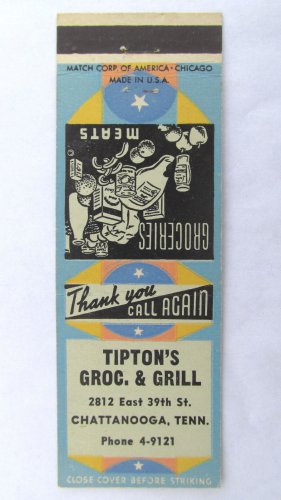 MATCH CORP. OF AMERICA · CHICAGO
MADE IN U.S.A.
MEATS
GROCERIES
Thank you
CALL AGAIN
TIPTON'S
GROC. & GRILL
2812 East 39th St.
CHATTANOOGA, TENN.
Phone 4-9121
CLOSE COVER BEFORE STRIKING